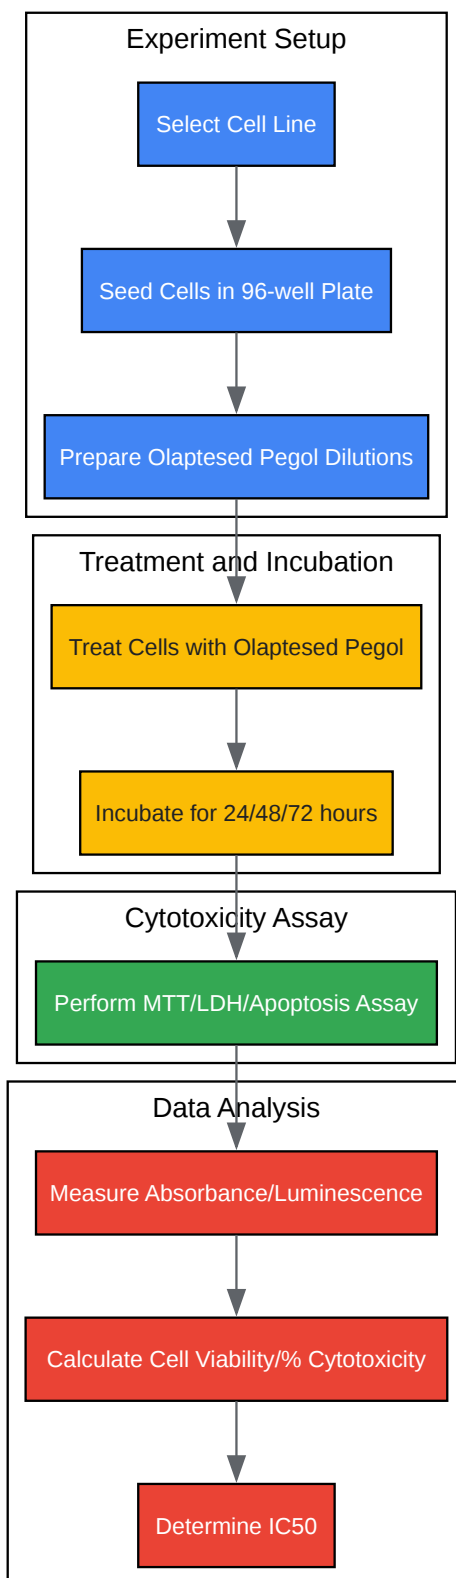 Experiment Setup
Select Cell Line
Seed Cells in 96-well Plate
Prepare Olaptesed Pegol Dilutions
Treatment and Incubation
Treat Cells with Olaptesed Pegol
Incubate for 24/48/72 hours
Cytotoxicity Assay
Perform MTT/LDH/Apoptosis Assay
Data Analysis
Measure Absorbance/Luminescence
Calculate Cell Viability/% Cytotoxicity
Determine IC50